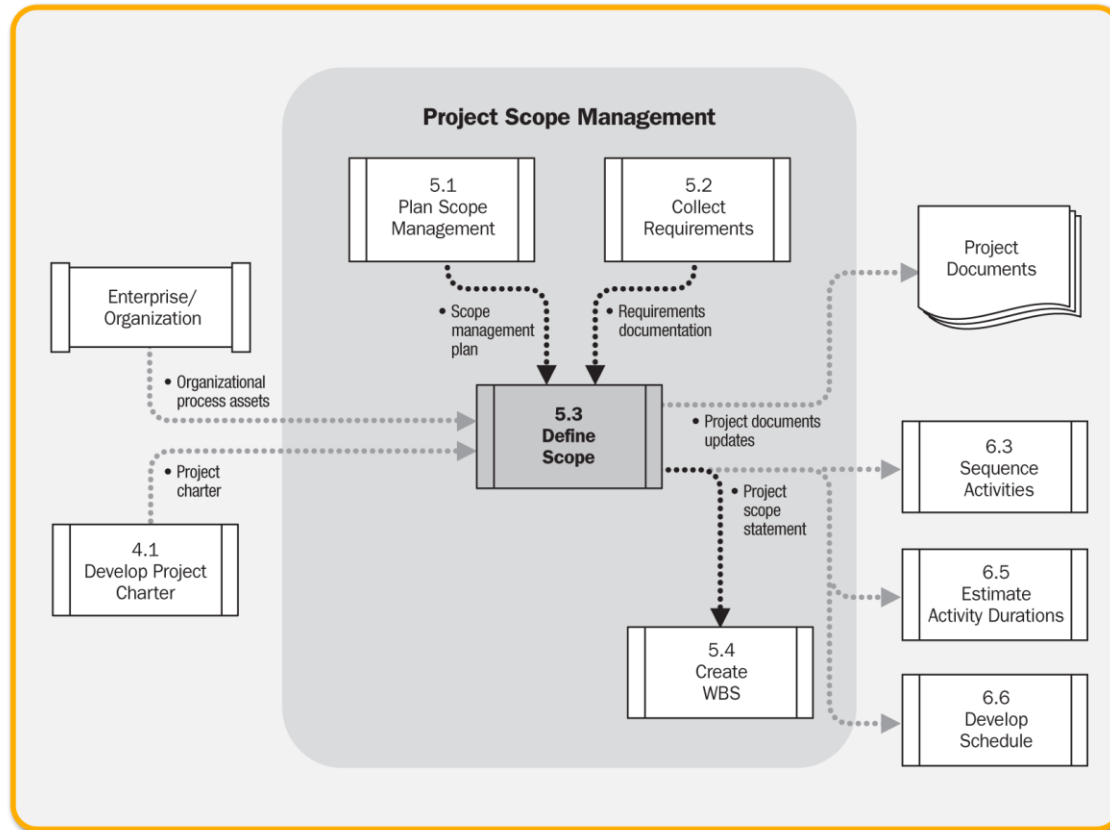 Project Scope Management
5.1
Plan Scope
Management
5.2
Collect
Requirements
Project
Documents
Enterprise/
Organization
• Scope
management
plan
• Requirements
documentation
• Organizational
process assets
5.3
Define
Scope
• Project documents
updates
• Project
charter
6.3
Sequence
Activities
• Project
scope
statement
4.1
Develop Project
Charter
6.5
Estimate
Activity Durations
5.4
Create
WBS
6.6
Develop
Schedule